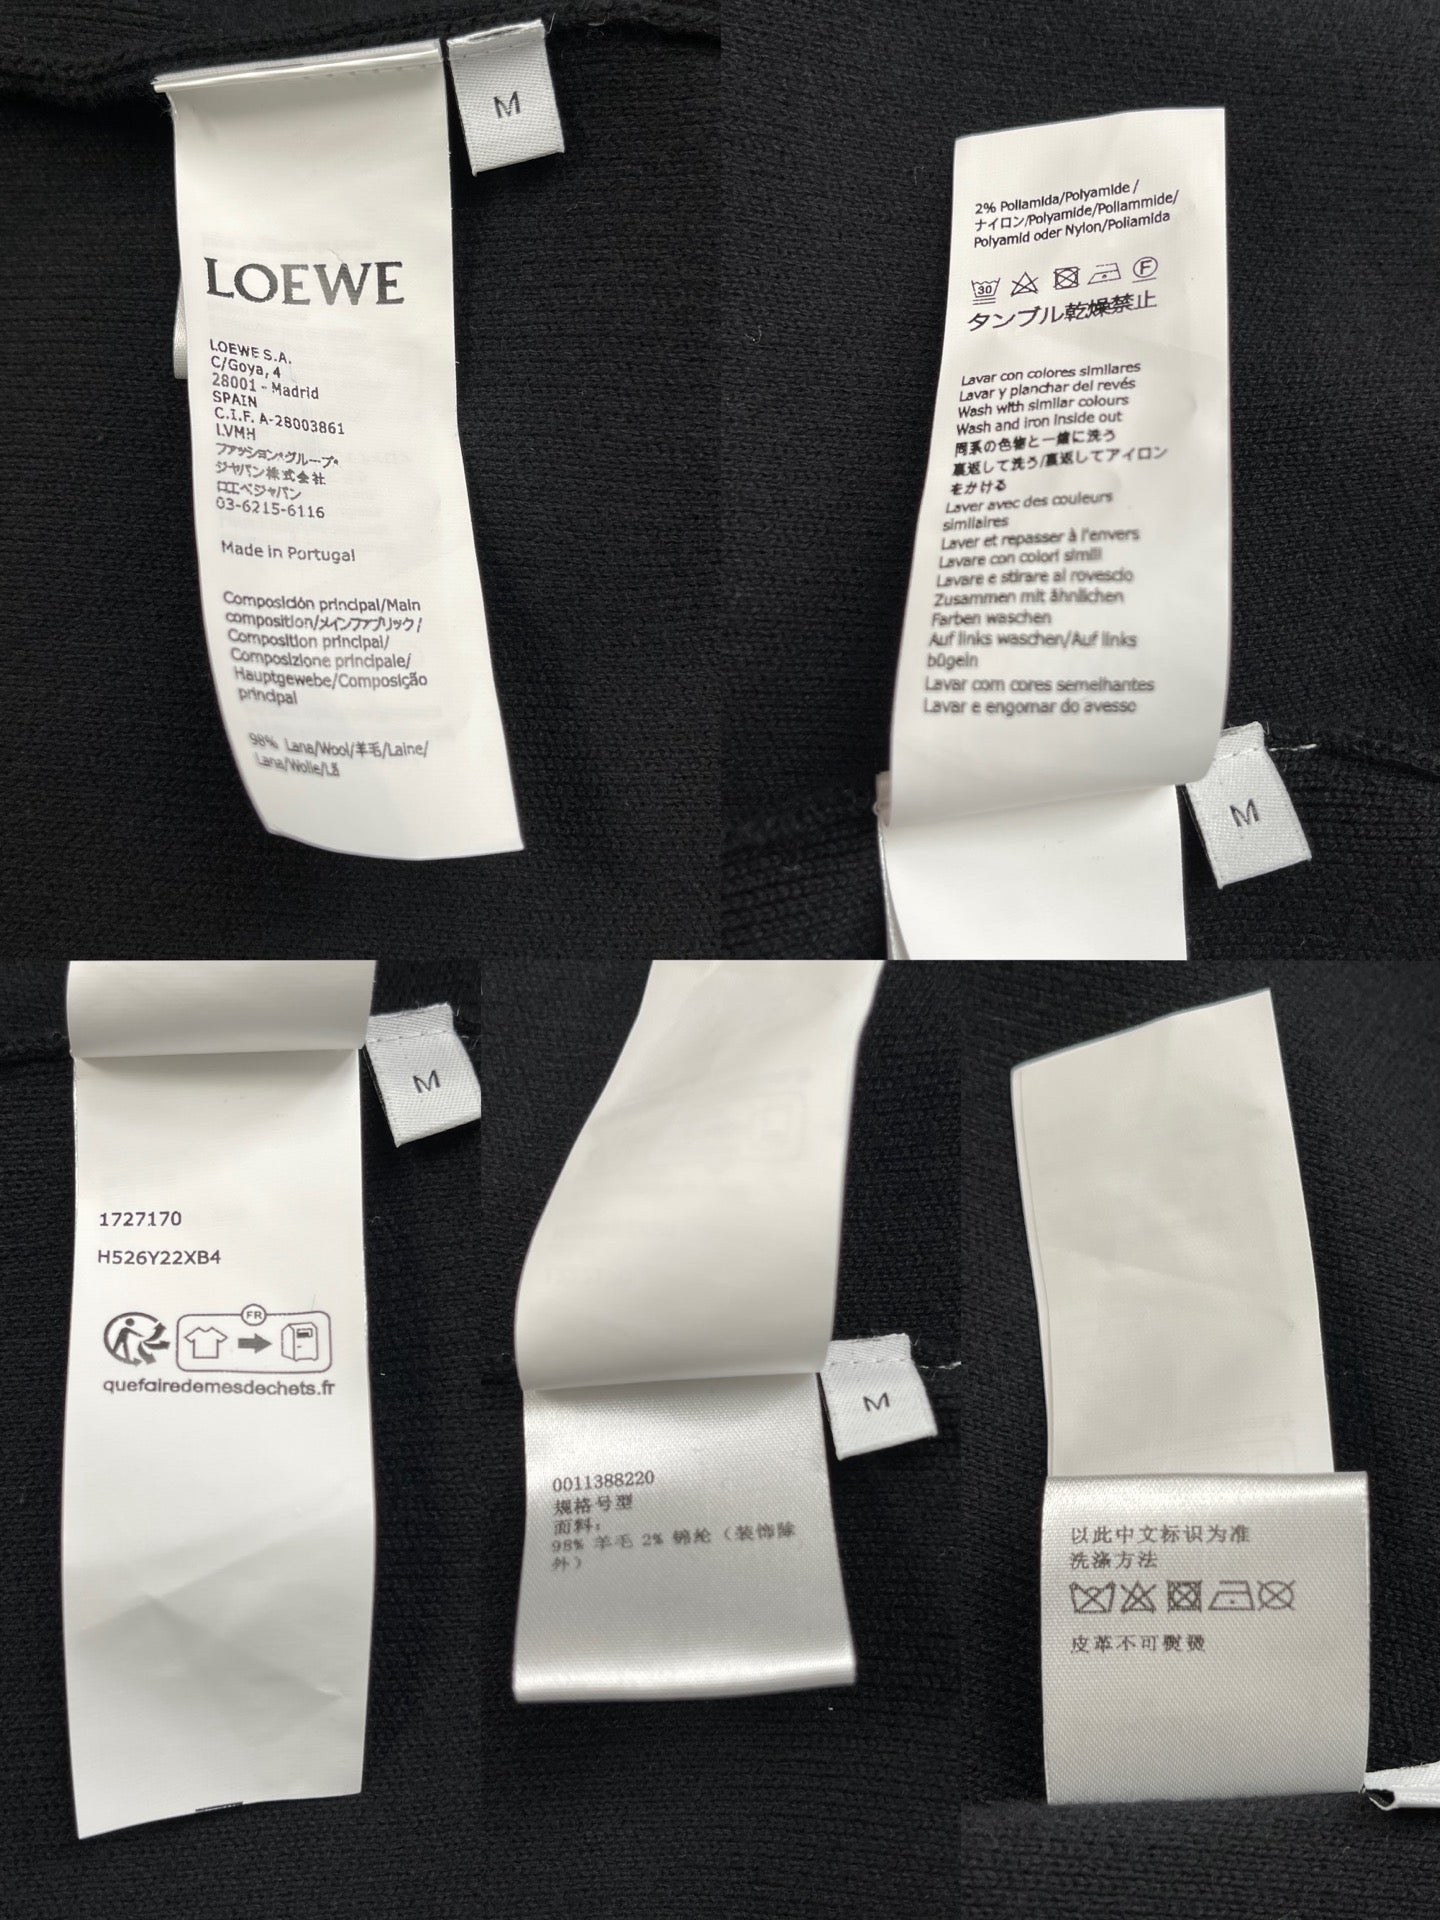 M
LOEWE
LOEWE S.A.
C/Goya, 4
28001 - Madrid
SPAIN
C.I.F. A-28003861
LVMH
ファッション・グループ・
ジャパン株式会社
ロエベジャパン
03-6215-6116
Made in Portugal
Composición principal/Main
composition/メインファブリック/
Composition principal/
Composizione principale/
Hauptgewebe/Composição
principal
98% Lana/Wool/羊毛/Laine/
Lana/Wolle/Lã
2% Poliamida/Polyamide/
ナイロン/Polyamide/Poliammide/
Polyamid oder Nylon/Poliamida
30 F
タンブル乾燥禁止
Lavar con colores similares
Lavar y planchar del revés
Wash with similar colours
Wash and iron inside out
同系の色物と一緒に洗う
裏返して洗う/裏返してアイロン
をかける
Laver avec des couleurs
similaires
Laver et repasser à l'envers
Lavare con colori simili
Lavare e stirare al rovescio
Zusammen mit ähnlichen
Farben waschen
Auf links waschen/Auf links
bügeln
Lavar com cores semelhantes
Lavar e engomar do avesso
M
M
1727170
H526Y22XB4
FR
quefairedemesdechets.fr
M
0011388220
规格号型
面料:
98% 羊毛 2% 锦纶（装饰除
外）
以此中文标识为准
洗涤方法
皮革不可熨烫